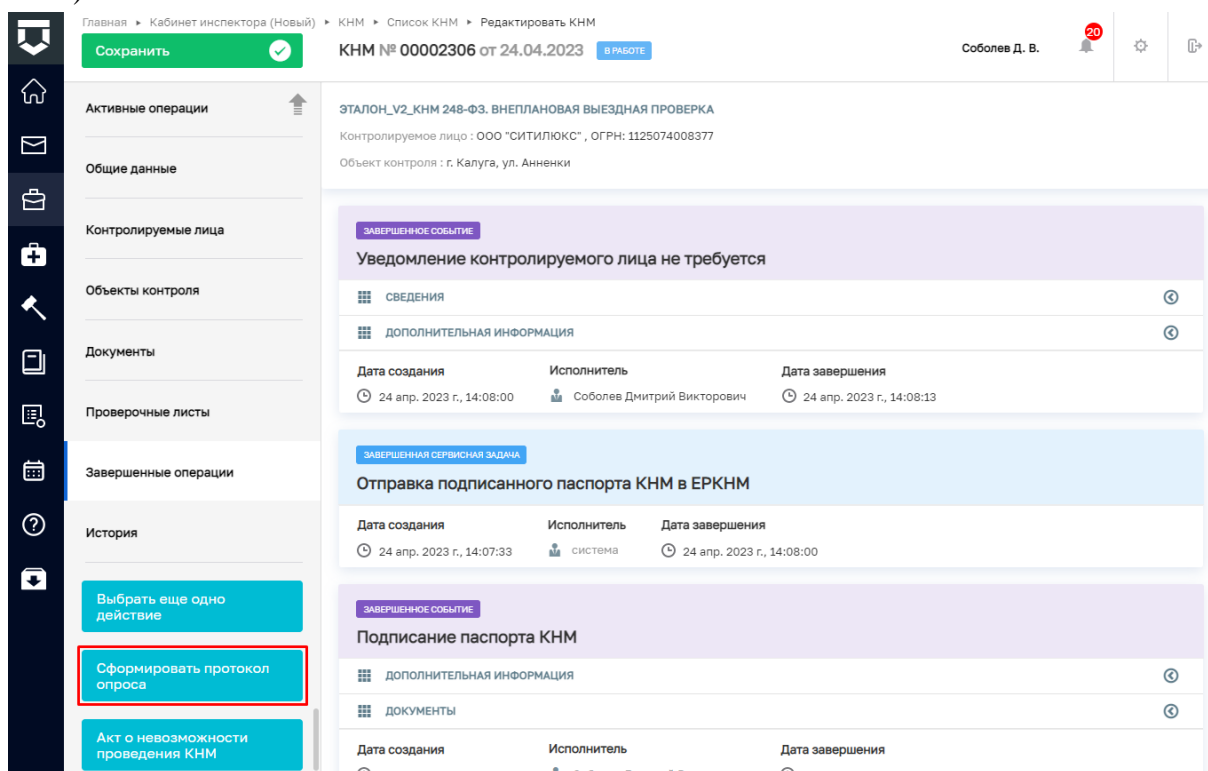 Главная ▸ Кабинет инспектора (Новый) ▸ КНМ ▸ Список КНМ ▸ Редактировать КНМ
Сохранить
КНМ № 00002306 от 24.04.2023 В РАБОТЕ
Соболев Д. В.
20
Активные операции
Общие данные
Контролируемые лица
Объекты контроля
Документы
Проверочные листы
Завершенные операции
История
Выбрать еще одно
действие
Сформировать протокол
опроса
Акт о невозможности
проведения КНМ
ЭТАЛОН_V2_КНМ 248-ФЗ. ВНЕПЛАНОВАЯ ВЫЕЗДНАЯ ПРОВЕРКА
Контролируемое лицо : ООО "СИТИЛЮКС" , ОГРН: 1125074008377
Объект контроля : г. Калуга, ул. Анненки
ЗАВЕРШЕННОЕ СОБЫТИЕ
Уведомление контролируемого лица не требуется
СВЕДЕНИЯ
ДОПОЛНИТЕЛЬНАЯ ИНФОРМАЦИЯ
Дата создания Исполнитель Дата завершения
24 апр. 2023 г., 14:08:00 Соболев Дмитрий Викторович 24 апр. 2023 г., 14:08:13
ЗАВЕРШЕННАЯ СЕРВИСНАЯ ЗАДАЧА
Отправка подписанного паспорта КНМ в ЕРКНМ
Дата создания Исполнитель Дата завершения
24 апр. 2023 г., 14:07:33 система 24 апр. 2023 г., 14:08:00
ЗАВЕРШЕННОЕ СОБЫТИЕ
Подписание паспорта КНМ
ДОПОЛНИТЕЛЬНАЯ ИНФОРМАЦИЯ
ДОКУМЕНТЫ
Дата создания Исполнитель Дата завершения